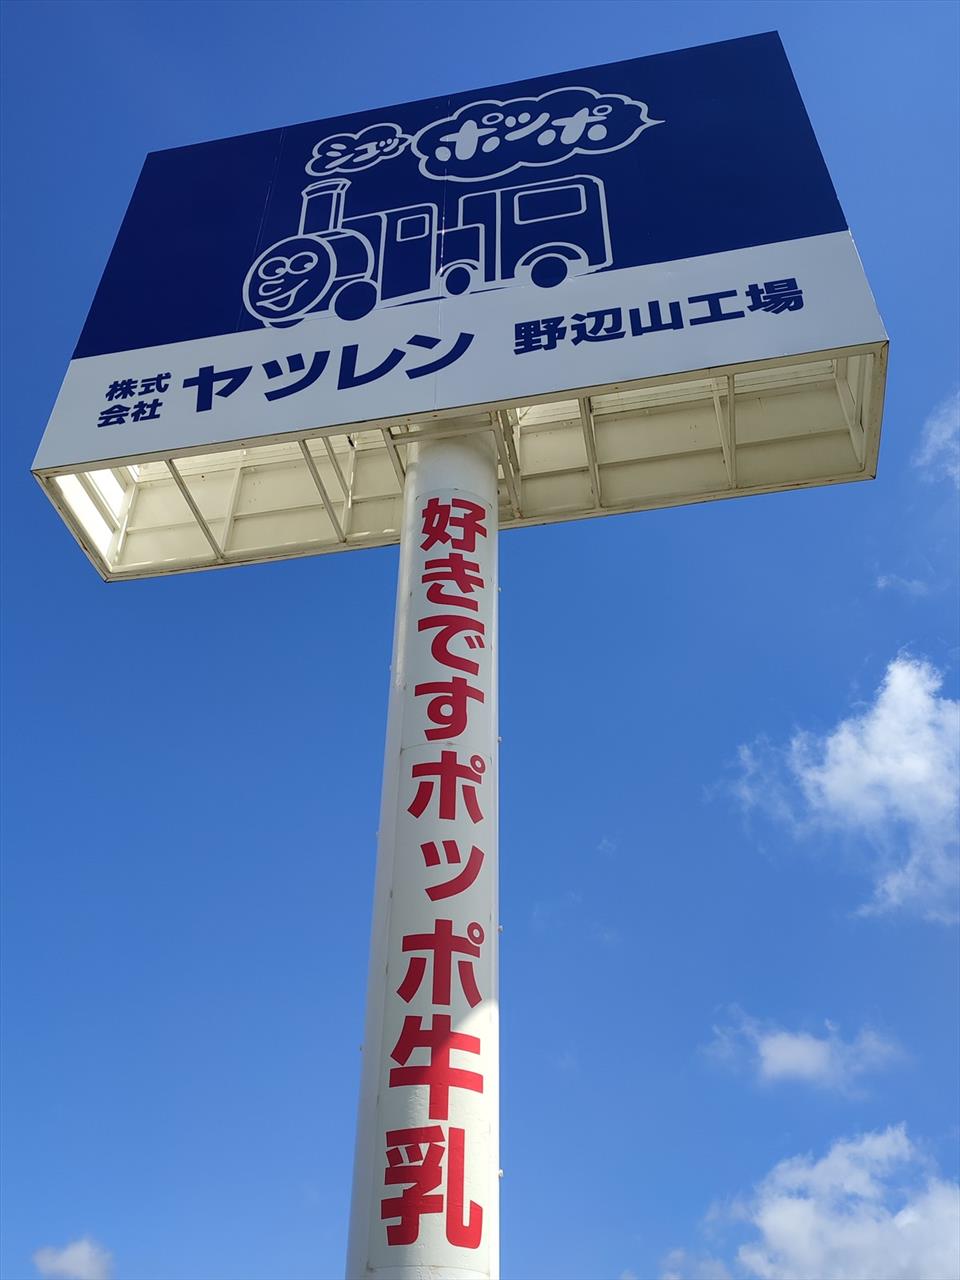 シュッ
ポッポ
株式
会社
ヤツレン 野辺山工場
好きですポッポ牛乳